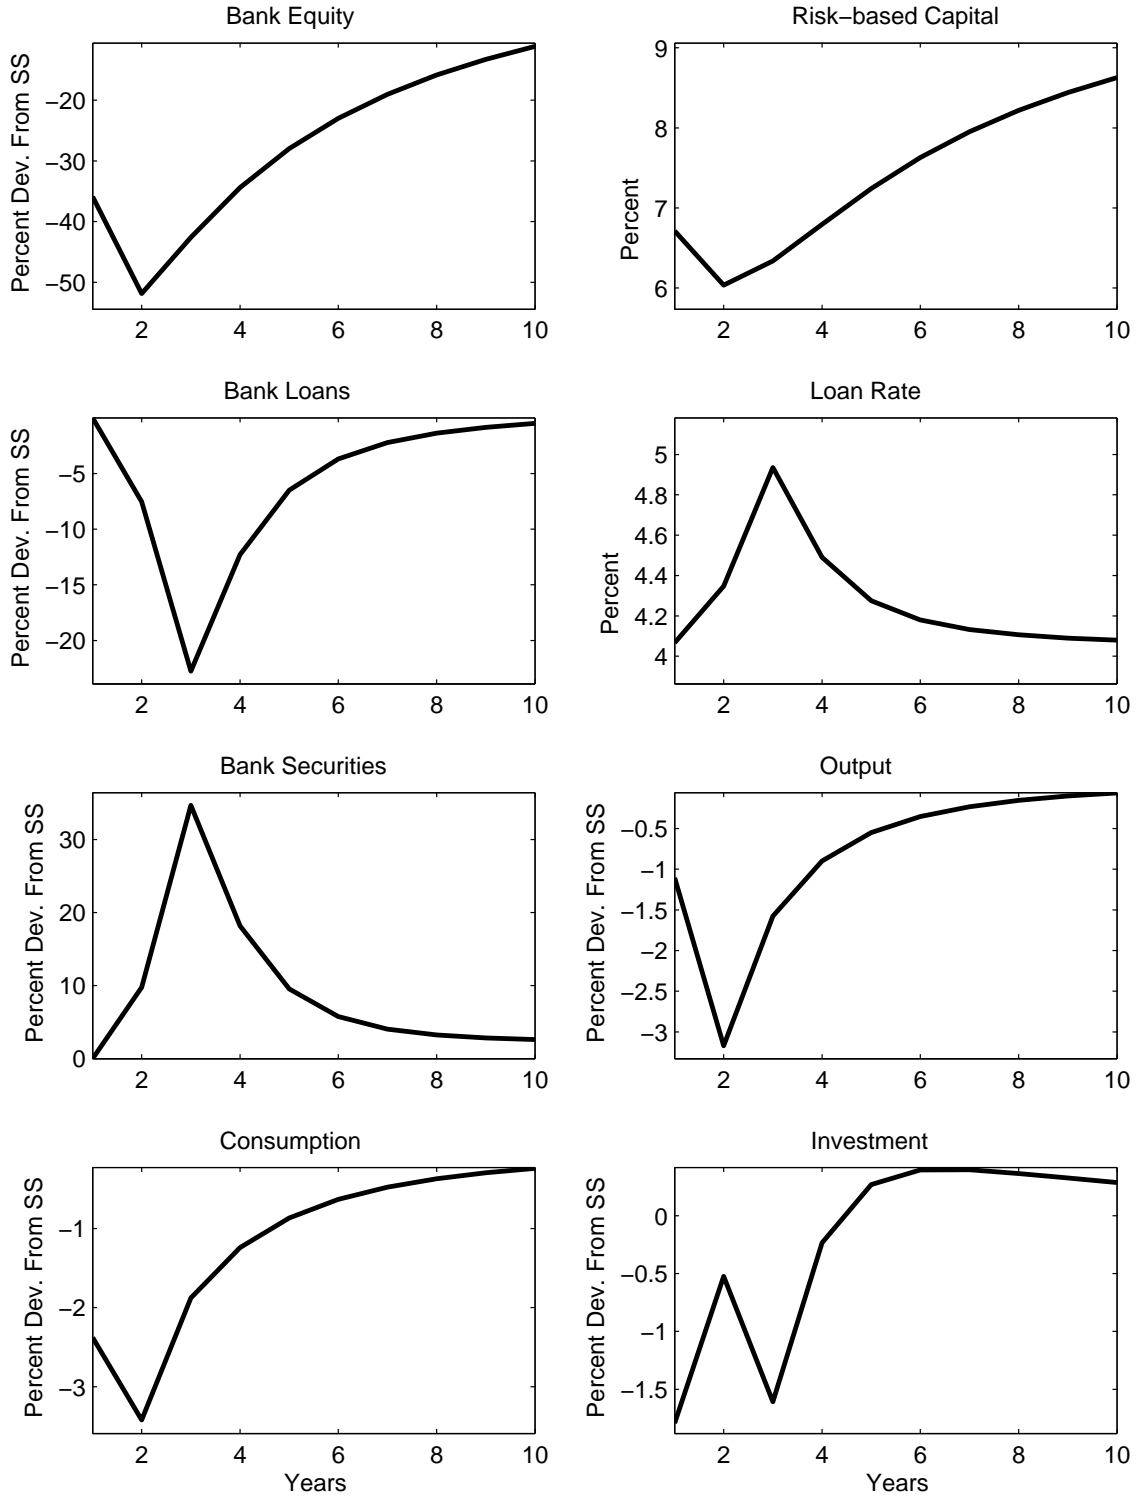 Bank Equity
Percent Dev. From SS
−20
−30
−40
−50
2 4 6 8 10
Risk−based Capital
Percent
9
8
7
6
2 4 6 8 10
Bank Loans
Percent Dev. From SS
−5
−10
−15
−20
2 4 6 8 10
Loan Rate
Percent
5
4.8
4.6
4.4
4.2
4
2 4 6 8 10
Bank Securities
Percent Dev. From SS
30
20
10
0
2 4 6 8 10
Output
Percent Dev. From SS
−0.5
−1
−1.5
−2
−2.5
−3
2 4 6 8 10
Consumption
Percent Dev. From SS
−1
−2
−3
2 4 6 8 10
Years
Investment
Percent Dev. From SS
0
−0.5
−1
−1.5
2 4 6 8 10
Years